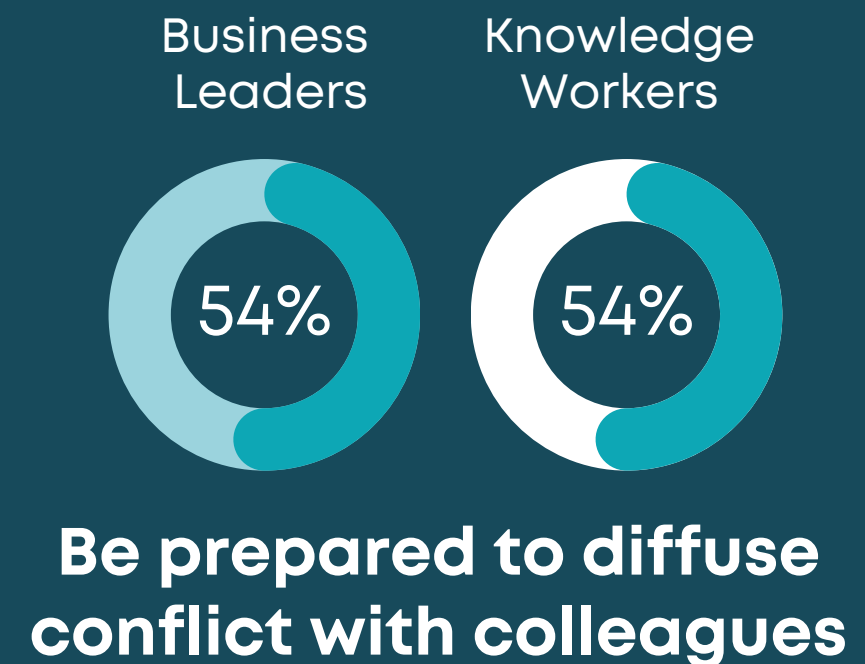 Business
Leaders
Knowledge
Workers
54%
54%
Be prepared to diffuse
conflict with colleagues